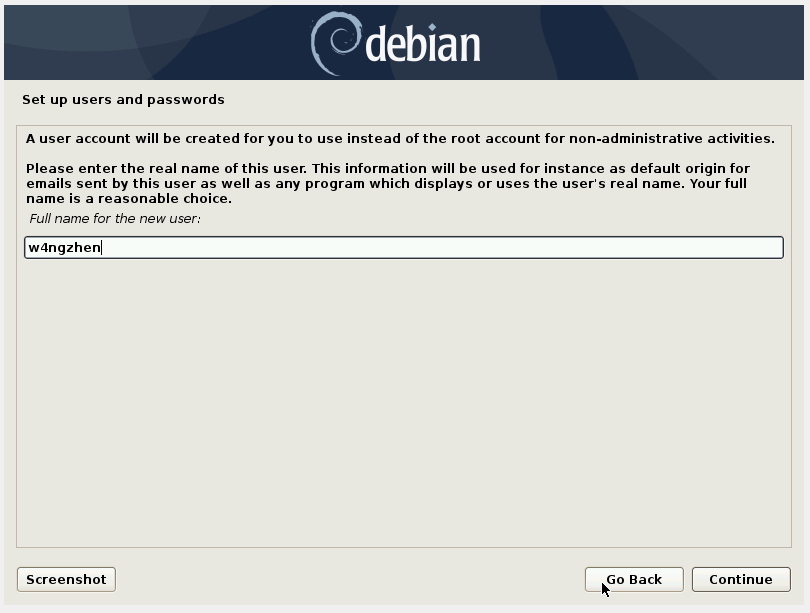 debian
Set up users and passwords
A user account will be created for you to use instead of the root account for non-administrative activities.
Please enter the real name of this user. This information will be used for instance as default origin for
emails sent by this user as well as any program which displays or uses the user's real name. Your full
name is a reasonable choice.
Full name for the new user:
w4ngzhen
Screenshot
Go Back
Continue